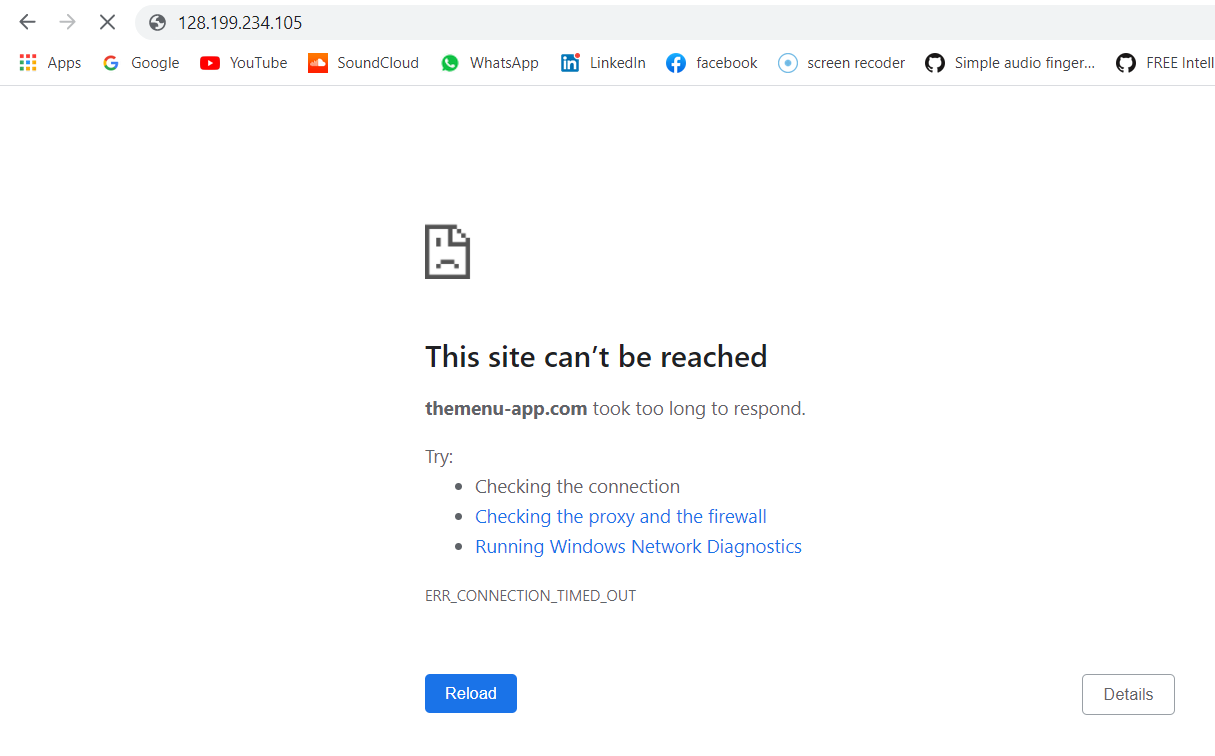 128.199.234.105
Apps Google YouTube SoundCloud WhatsApp LinkedIn facebook screen recoder Simple audio finger... FREE Intell
This site can’t be reached
themenu-app.com took too long to respond.
Try:
Checking the connection
Checking the proxy and the firewall
Running Windows Network Diagnostics
ERR_CONNECTION_TIMED_OUT
Reload Details